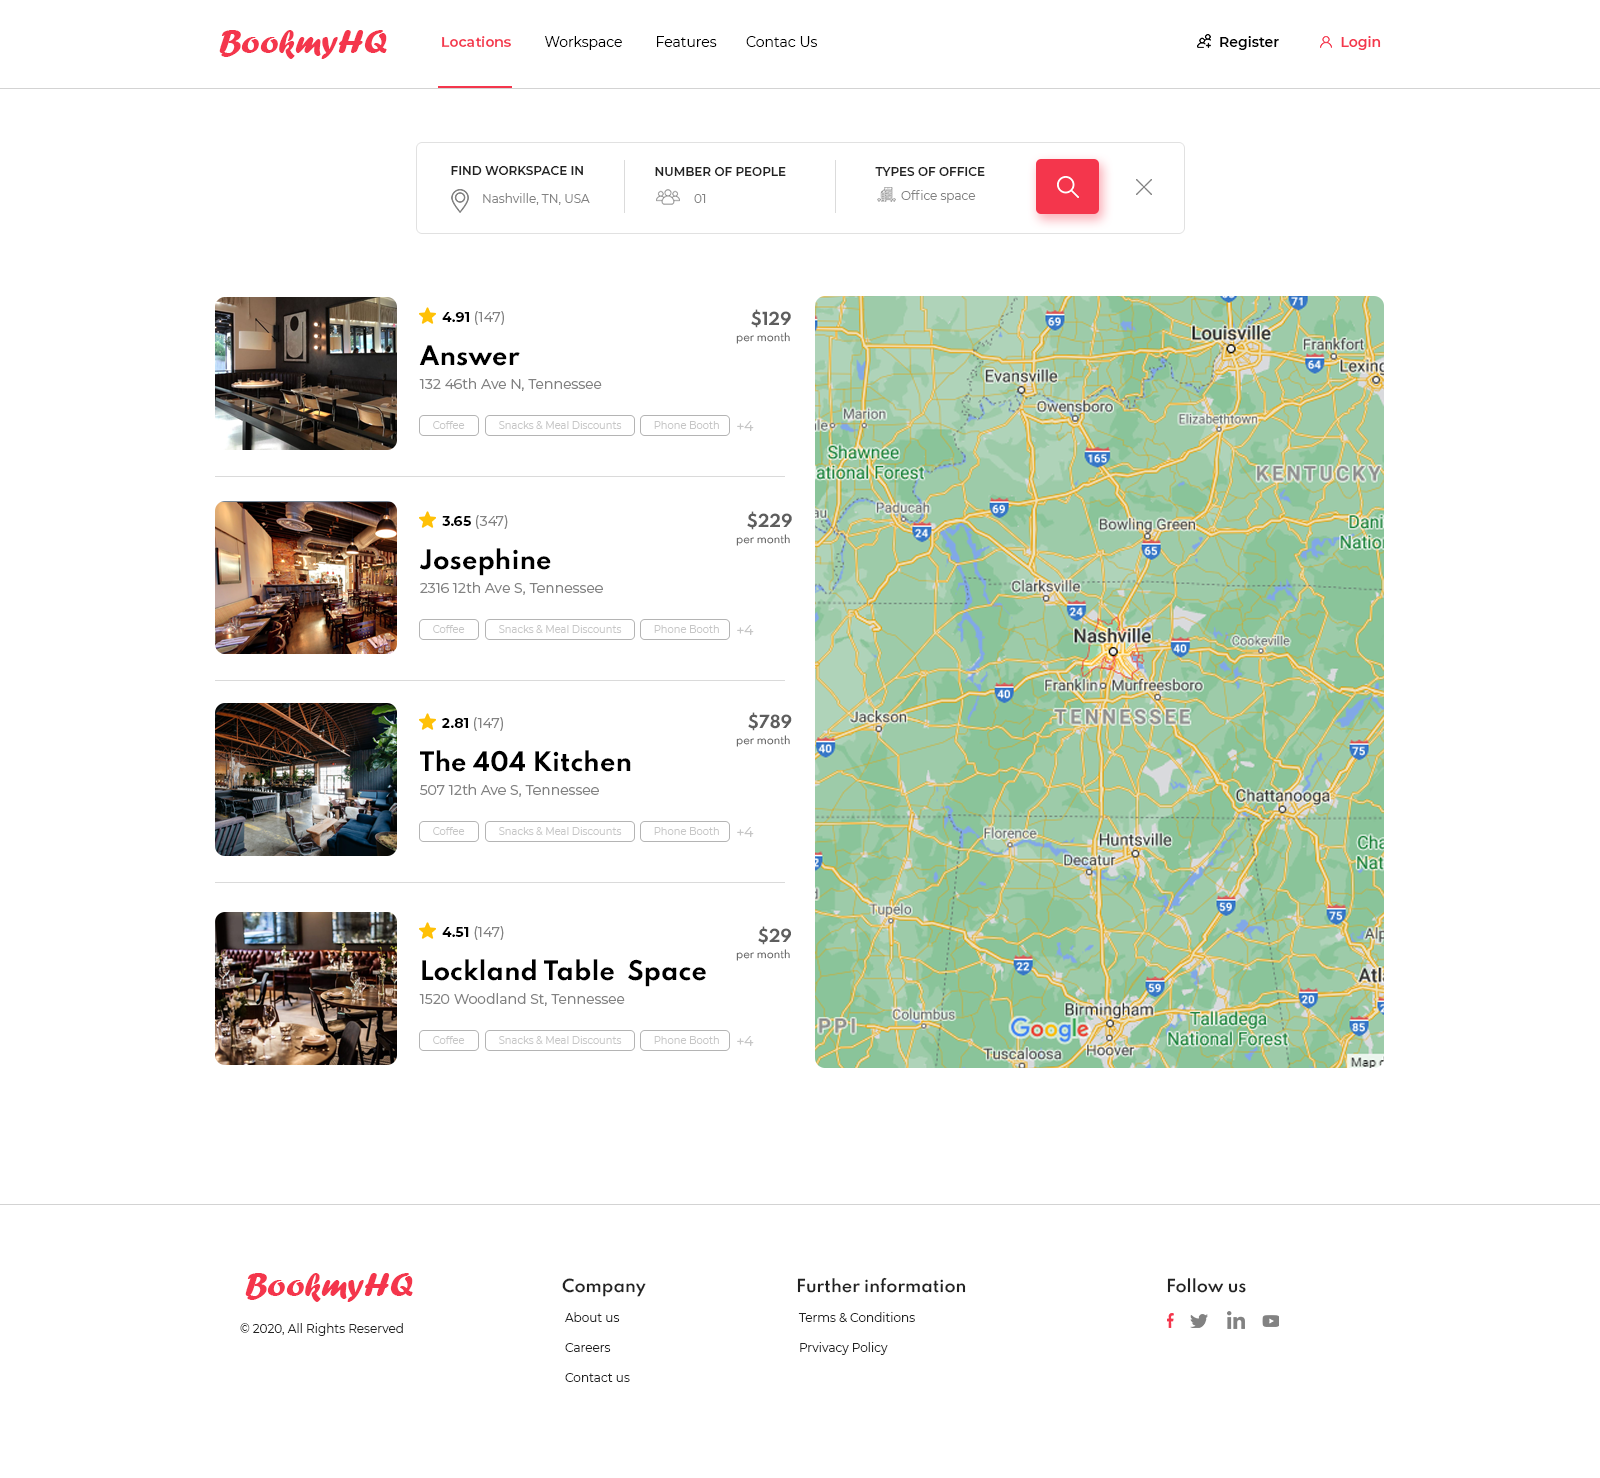 BookmyHQ
Locations Workspace Features Contac Us
Register Login
FIND WORKSPACE IN
Nashville, TN, USA
NUMBER OF PEOPLE
01
TYPES OF OFFICE
Office space
4.91 (147)
$129
per month
Answer
132 46th Ave N, Tennessee
Coffee Snacks & Meal Discounts Phone Booth +4
3.65 (347)
$229
per month
Josephine
2316 12th Ave S, Tennessee
Coffee Snacks & Meal Discounts Phone Booth +4
2.81 (147)
$789
per month
The 404 Kitchen
507 12th Ave S, Tennessee
Coffee Snacks & Meal Discounts Phone Booth +4
4.51 (147)
$29
per month
Lockland Table Space
1520 Woodland St, Tennessee
Coffee Snacks & Meal Discounts Phone Booth +4
71
69
Louisville
Frankfort
64
Lexing
Evansville
Owensboro
Marion
Elizabethtown
Shawnee
ational Forest
165
KENTUCKY
69
Paducah
au
24
Bowling Green
65
Dani
Nation
Clarksville
24
Nashville
40
Cookeville
Franklin Murfreesboro
40
Jackson
TENNESSEE
40
75
Chattanooga
Florence
Huntsville
Decatur
Cha
Nat
Tupelo
59
75
Alp
22
59
Atl
20
Columbus
PPI
Google
Birmingham
Talladega
National Forest
85
Tuscaloosa
Hoover
Map
BookmyHQ
© 2020, All Rights Reserved
Company
About us
Careers
Contact us
Further information
Terms & Conditions
Prvivacy Policy
Follow us